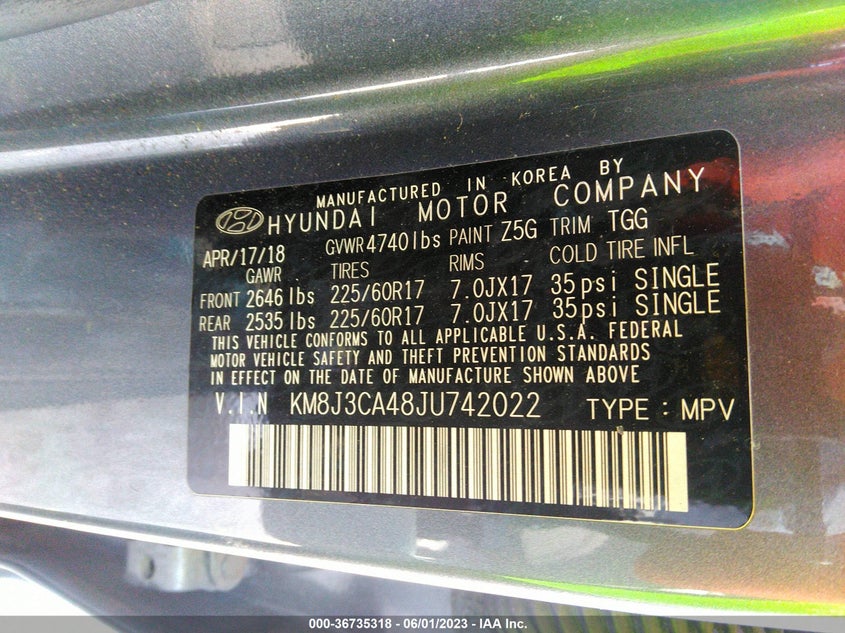 MANUFACTURED IN KOREA BY
HYUNDAI MOTOR COMPANY
APR/17/18 GVWR 4740 lbs PAINT Z5G TRIM TGG
GAWR TIRES RIMS COLD TIRE INFL
FRONT 2646 lbs 225/60R17 7.0JX17 35psi SINGLE
REAR 2535 lbs 225/60R17 7.0JX17 35psi SINGLE
THIS VEHICLE CONFORMS TO ALL APPLICABLE U.S.A. FEDERAL
MOTOR VEHICLE SAFETY AND THEFT PREVENTION STANDARDS
IN EFFECT ON THE DATE OF MANUFACTURE SHOWN ABOVE
V.I.N KM8J3CA48JU742022 TYPE : MPV
000-36735318 - 06/01/2023 - IAA Inc.